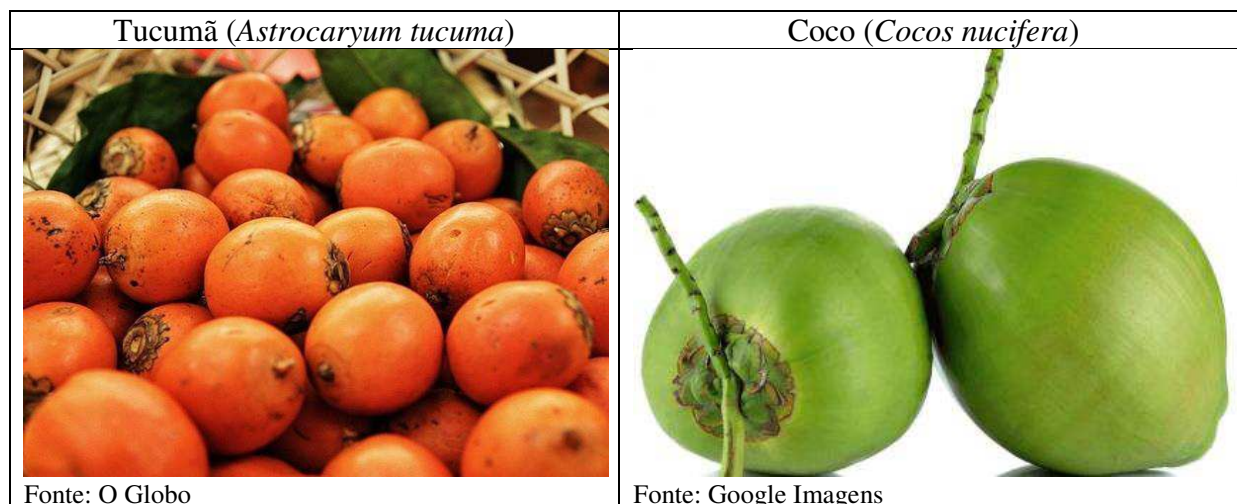 Tucumã (Astrocaryum tucuma)
Coco (Cocos nucifera)
Fonte: O Globo
Fonte: Google Imagens